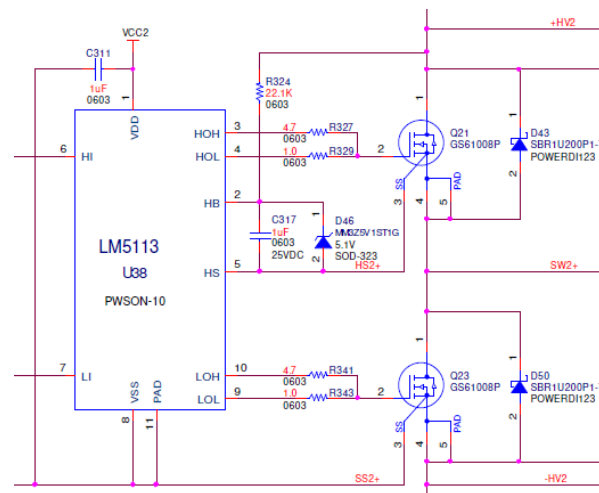 VCC2
+HV2
C311
1uF
0603
R324
22.1K
0603
1
VDD
1
6
HI
HOH
3
4.7
0603
R327
HOL
4
1.0
0603
R329
2
Q21
GS61008P
1
D43
SBR1U200P1-
POWERDI123
2
SS
PAD
3
4
5
HB
2
C317
1uF
0603
25VDC
1
D46
MM3Z5V1ST1G
5.1V
SOD-323
2
LM5113
U38
PWSON-10
HS
5
HS2+
SW2+
7
LI
LOH
10
4.7
0603
R341
LOL
9
1.0
0603
R343
1
2
Q23
GS61008P
1
D50
SBR1U200P1-
POWERDI123
2
SS
PAD
3
4
5
VSS
PAD
8
11
SS2+
-HV2